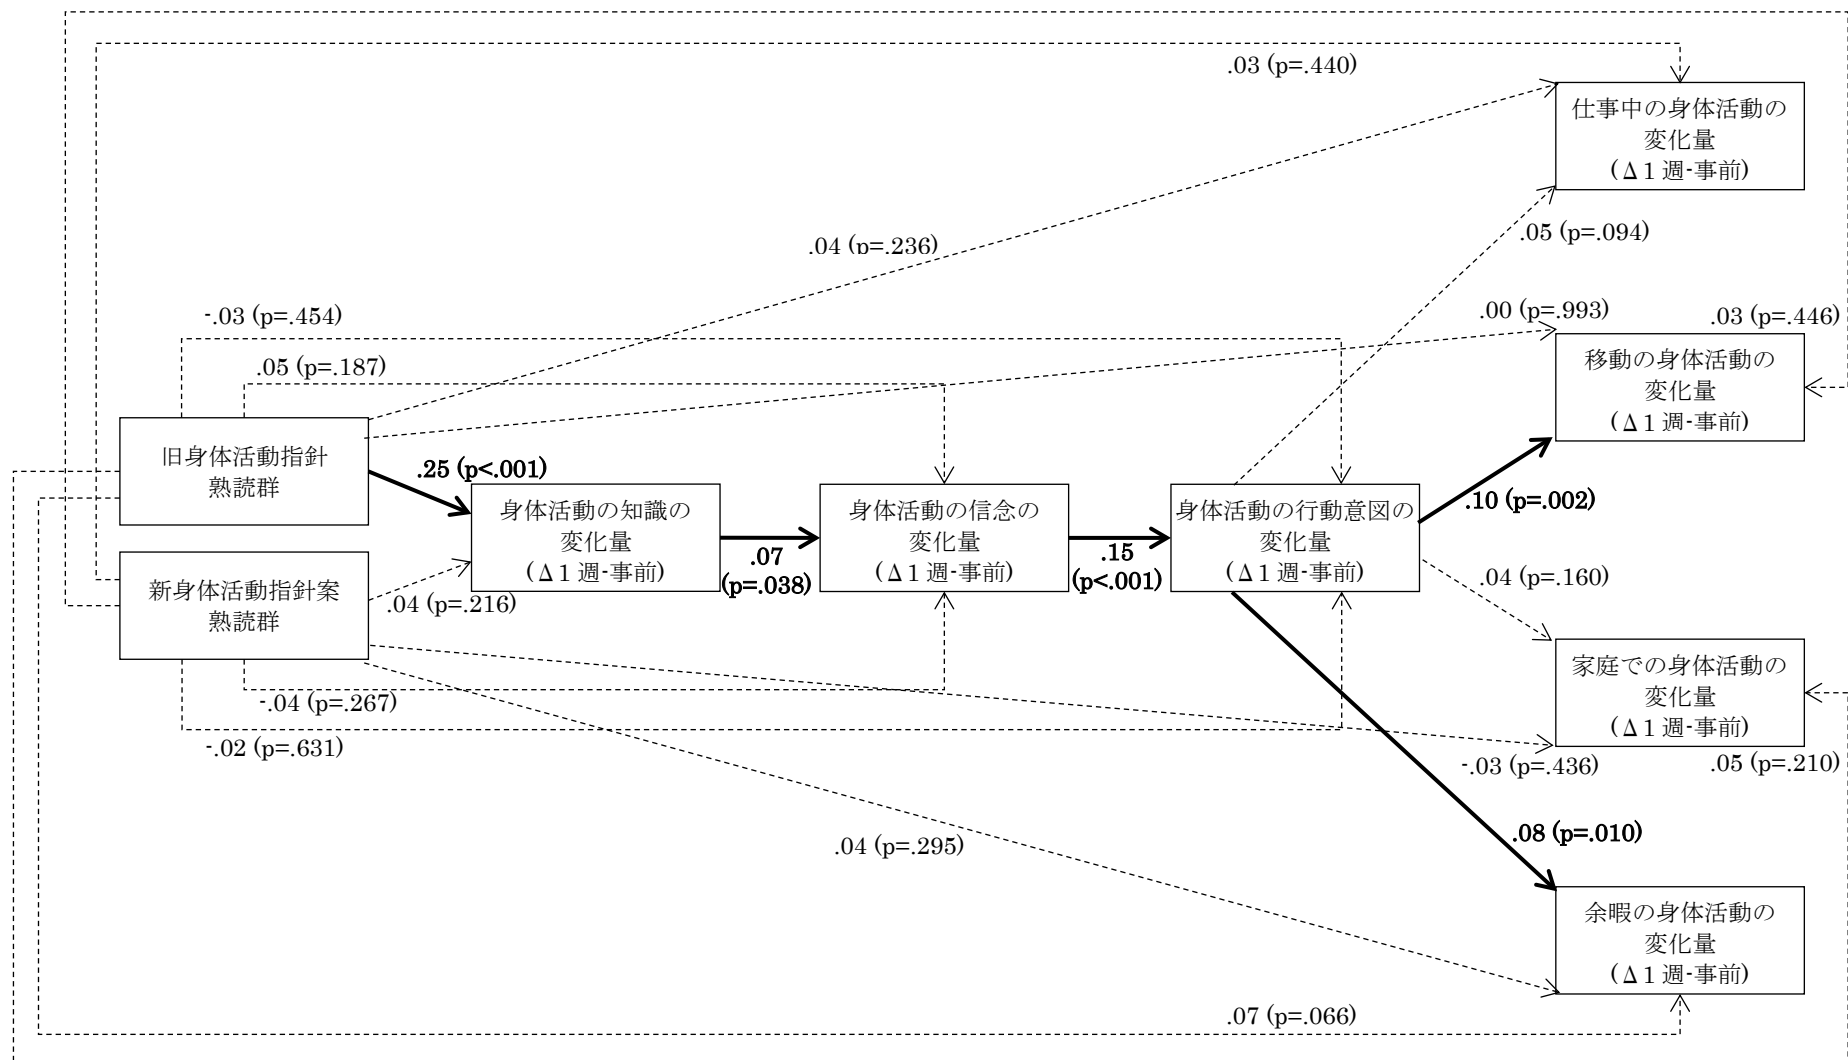 .03 (p=.440)
仕事中の身体活動の
変化量
(Δ１週-事前)
.04 (p=.236)
.05 (p=.094)
-.03 (p=.454)
.00 (p=.993)
.03 (p=.446)
.05 (p=.187)
移動の身体活動の
変化量
(Δ１週-事前)
旧身体活動指針
熟読群
.25 (p<.001)
身体活動の知識の
変化量
(Δ１週-事前)
.07
(p=.038)
身体活動の信念の
変化量
(Δ１週-事前)
.15
(p<.001)
身体活動の行動意図の
変化量
(Δ１週-事前)
.10 (p=.002)
新身体活動指針案
熟読群
.04 (p=.216)
.04 (p=.160)
家庭での身体活動の
変化量
(Δ１週-事前)
-.04 (p=.267)
-.02 (p=.631)
-.03 (p=.436)
.05 (p=.210)
.04 (p=.295)
.08 (p=.010)
余暇の身体活動の
変化量
(Δ１週-事前)
.07 (p=.066)